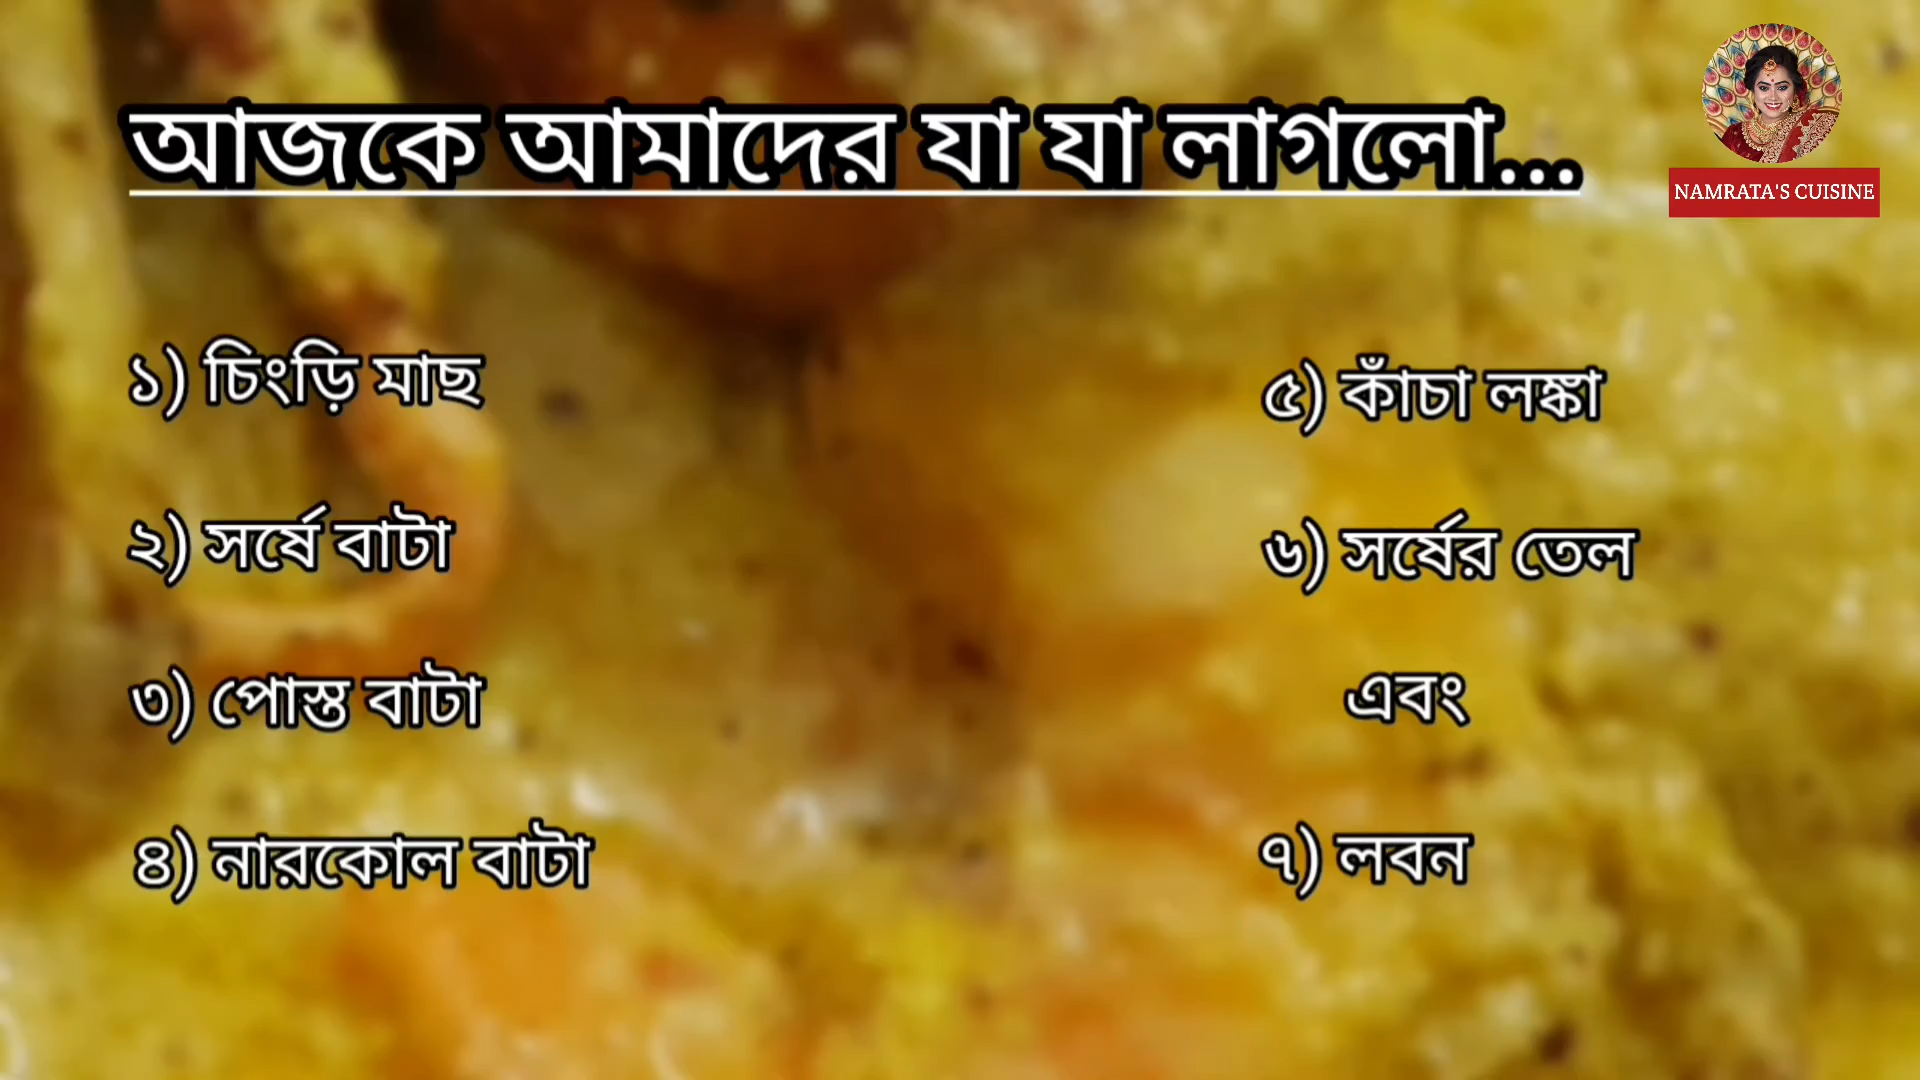 আজকে আমাদের যা যা লাগলো...
NAMRATA'S CUISINE
১) চিংড়ি মাছ
২) সর্ষে বাটা
৩) পোস্ত বাটা
৪) নারকোল বাটা
৫) কাঁচা লঙ্কা
৬) সর্ষের তেল
এবং
৭) লবন